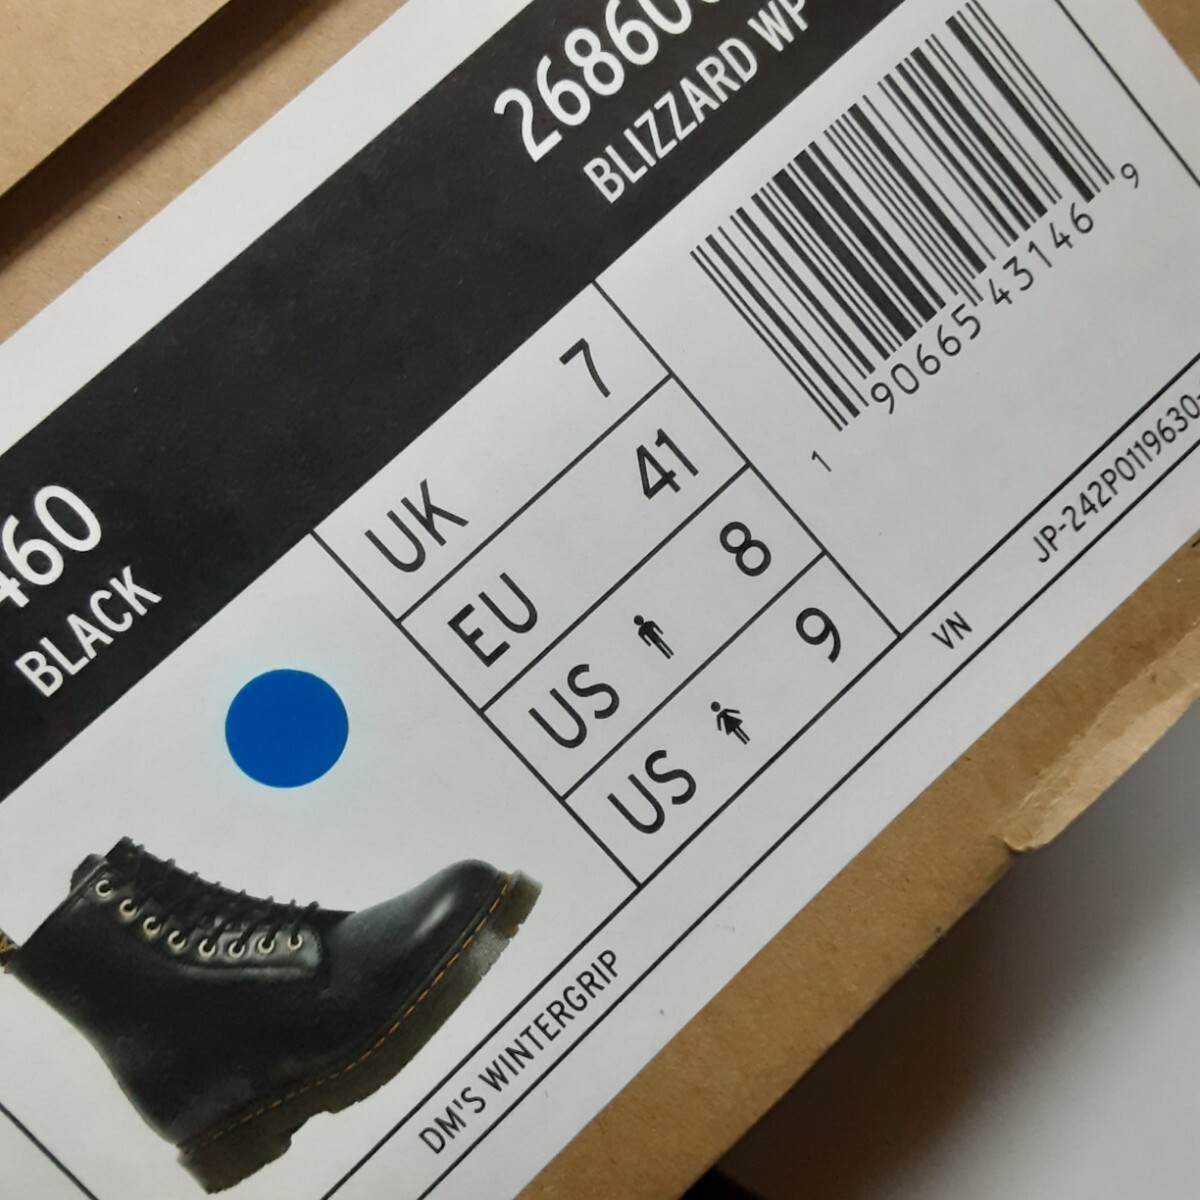 26860
BLIZZARD WP
460
BLACK
UK 7
EU 41
US 8
US 9
1 90665 43146 9
JP-242P0119630-
VN
DM'S WINTERGRIP